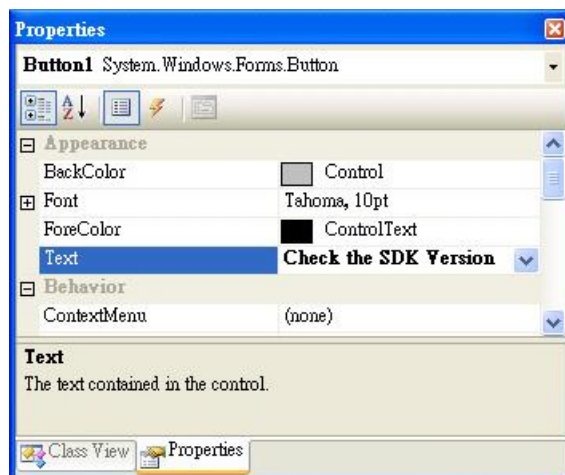 Properties
Button1 System.Windows.Forms.Button
A
Z
Appearance
BackColor Control
Font Tahoma, 10pt
ForeColor ControlText
Text Check the SDK Version
Behavior
ContextMenu (none)
Text
The text contained in the control.
Class View Properties